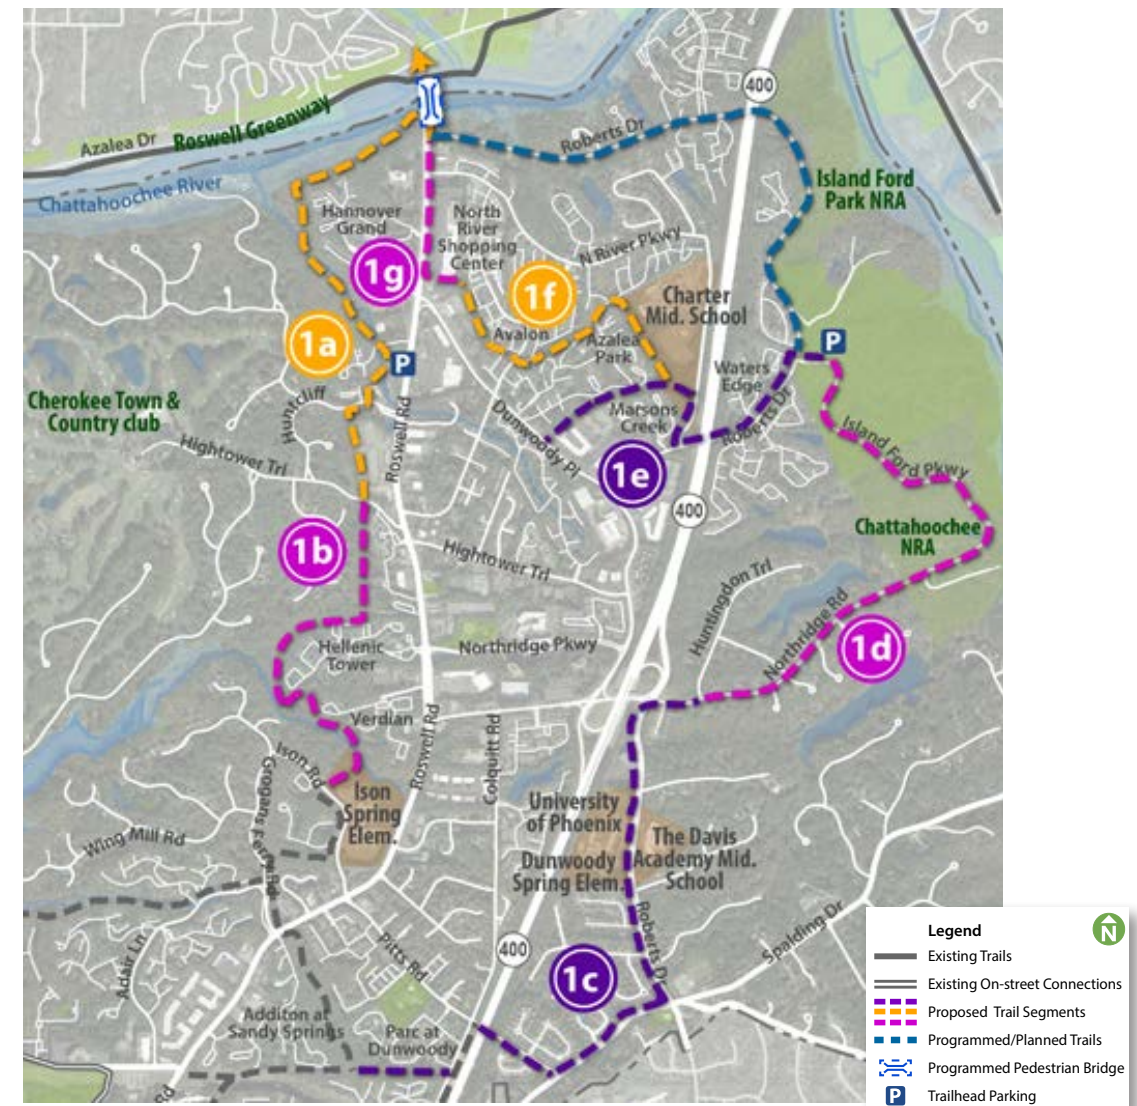 400
Azalea Dr
Roswell Greenway
Roberts Dr
Chattahoochee River
Island Ford
Park NRA
Hannover
Grand
North
River
Shopping
Center
N River Pkwy
1g
1f
Charter
Mid. School
1a
Avalon
Azalea
Park
P
P
Waters
Edge
Cherokee Town &
Country club
Huntcliff
Roswell Rd
Dunwoody Pl
Marsons
Creek
Roberts Dr
Island Ford Pkwy
Hightower Trl
1e
400
Chattahoochee
NRA
1b
Hightower Trl
Huntingdon Trl
Northridge Rd
1d
Hellenic
Tower
Northridge Pkwy
Verdian
Roswell Rd
Colquitt Rd
Ison Rd
Grogans Ferry Rd
Ison
Spring
Elem.
University
of Phoenix
Wing Mill Rd
Dunwoody
Spring Elem.
The Davis
Academy Mid.
School
Roberts Dr
Spalding Dr
Adair Ln
Pitts Rd
400
1c
Additon at
Sandy Springs
Parc at
Dunwoody
Rd
Legend
N
Existing Trails
Existing On-street Connections
Proposed Trail Segments
Programmed/Planned Trails
Programmed Pedestrian Bridge
P
Trailhead Parking